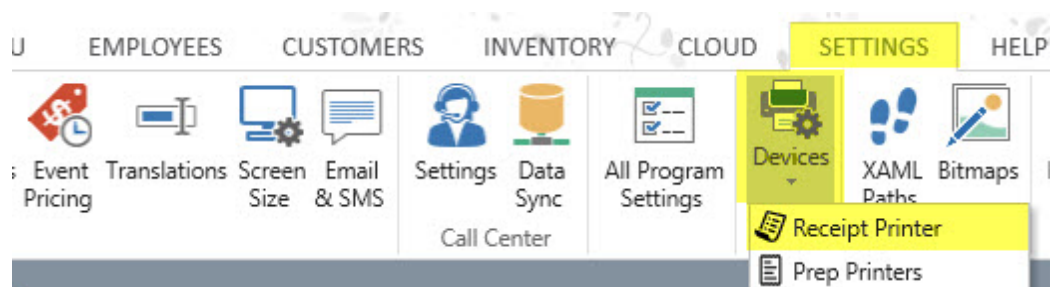 U EMPLOYEES CUSTOMERS INVENTORY CLOUD SETTINGS HELP
s Event Pricing
Translations
Screen Size
Email & SMS
Settings
Data Sync
Call Center
All Program Settings
Devices
XAML Paths
Bitmaps
Receipt Printer
Prep Printers